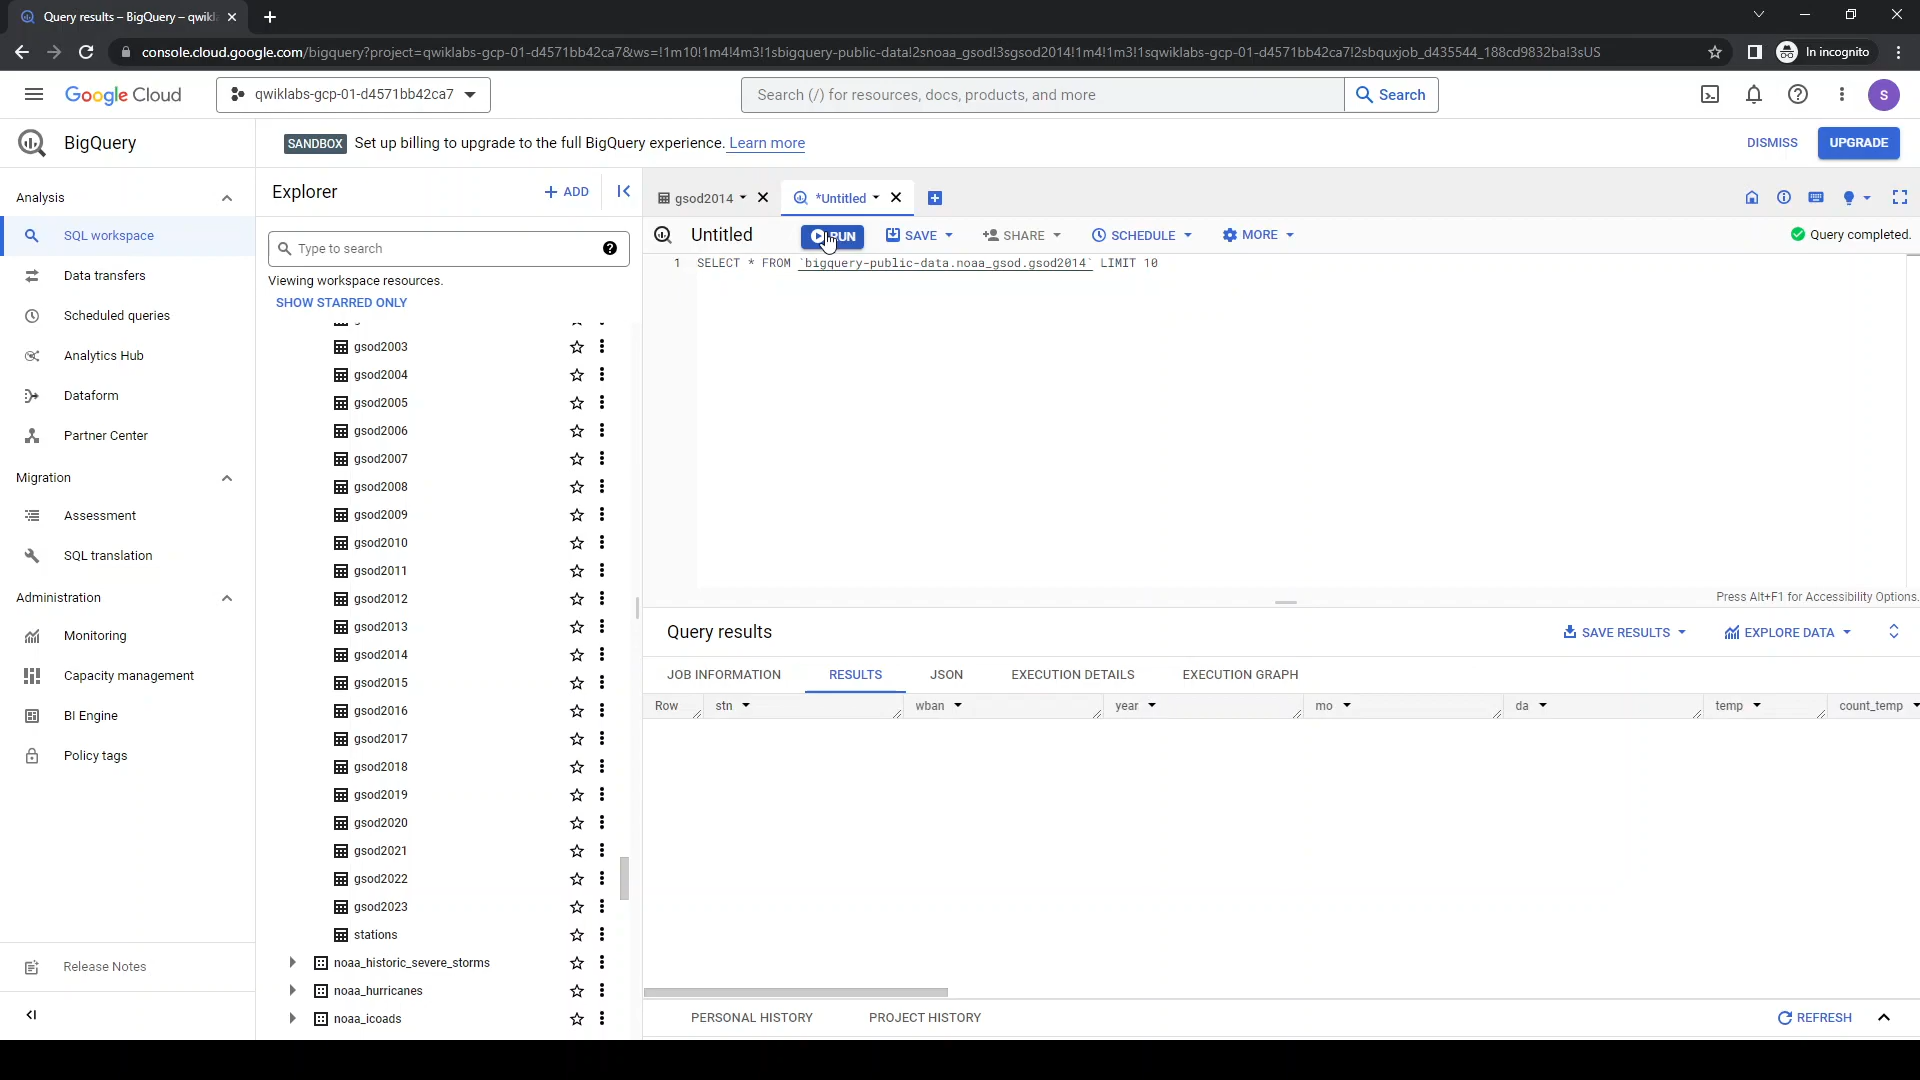 Query results – BigQuery – qwikl
console.cloud.google.com/bigquery?project=qwiklabs-gcp-01-d4571bb42ca7&ws=!1m10!1m4!4m3!1sbigquery-public-data!2snoaa_gsod!3sgsod2014!1m4!1m3!1sqwiklabs-gcp-01-d4571bb42ca7!2sbquxjob_d435544_188cd9832ba!3sUS
In incognito
Google Cloud
qwiklabs-gcp-01-d4571bb42ca7
Search (/) for resources, docs, products, and more
Search
S
BigQuery
SANDBOX Set up billing to upgrade to the full BigQuery experience. Learn more
DISMISS
UPGRADE
Analysis
SQL workspace
Data transfers
Scheduled queries
Analytics Hub
Dataform
Partner Center
Migration
Assessment
SQL translation
Administration
Monitoring
Capacity management
BI Engine
Policy tags
Release Notes
Explorer
+ ADD
Type to search
Viewing workspace resources.
SHOW STARRED ONLY
gsod2003
gsod2004
gsod2005
gsod2006
gsod2007
gsod2008
gsod2009
gsod2010
gsod2011
gsod2012
gsod2013
gsod2014
gsod2015
gsod2016
gsod2017
gsod2018
gsod2019
gsod2020
gsod2021
gsod2022
gsod2023
stations
noaa_historic_severe_storms
noaa_hurricanes
noaa_icoads
gsod2014
*Untitled
Untitled
RUN
SAVE
SHARE
SCHEDULE
MORE
Query completed.
1 SELECT * FROM `bigquery-public-data.noaa_gsod.gsod2014` LIMIT 10
Press Alt+F1 for Accessibility Options.
Query results
SAVE RESULTS
EXPLORE DATA
JOB INFORMATION
RESULTS
JSON
EXECUTION DETAILS
EXECUTION GRAPH
Row
stn
wban
year
mo
da
temp
count_temp
PERSONAL HISTORY
PROJECT HISTORY
REFRESH